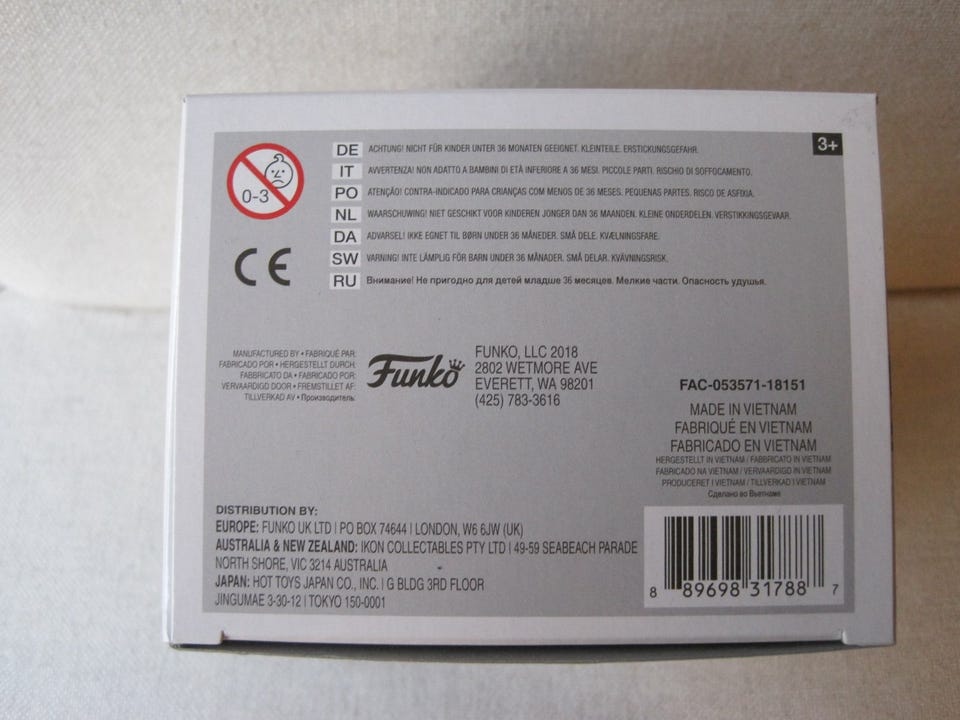 0-3
CE
DE ACHTUNG! NICHT FÜR KINDER UNTER 36 MONATEN GEEIGNET. KLEINTEILE. ERSTICKUNGSGEFAHR.
IT AVVERTENZA! NON ADATTO A BAMBINI DI ETÀ INFERIORE A 36 MESI. PICCOLE PARTI. RISCHIO DI SOFFOCAMENTO.
PO ATENÇÃO! CONTRA-INDICADO PARA CRIANÇAS COM MENOS DE 36 MESES. PEQUENAS PARTES. RISCO DE ASFIXIA.
NL WAARSCHUWING! NIET GESCHIKT VOOR KINDEREN JONGER DAN 36 MAANDEN. KLEINE ONDERDELEN. VERSTIKKINGSGEVAAR.
DA ADVARSEL! IKKE EGNET TIL BØRN UNDER 36 MÅNEDER. SMÅ DELE. KVÆLNINGSFARE.
SW VARNING! INTE LÄMPLIG FÖR BARN UNDER 36 MÅNADER. SMÅ DELAR. KVÄVNINGSRISK.
RU Внимание! Не пригодно для детей младше 36 месяцев. Мелкие части. Опасность удушья.
3+
MANUFACTURED BY • FABRIQUÉ PAR:
FABRICADO POR • HERGESTELLT DURCH:
FABBRICATO DA • FABRICADO POR:
VERVAARDIGD DOOR • FREMSTILLET AF:
TILLVERKAD AV • Производитель:
Funko
FUNKO, LLC 2018
2802 WETMORE AVE
EVERETT, WA 98201
(425) 783-3616
FAC-053571-18151
MADE IN VIETNAM
FABRIQUÉ EN VIETNAM
FABRICADO EN VIETNAM
HERGESTELLT IN VIETNAM / FABBRICATO IN VIETNAM
FABRICADO NA VIETNAM / VERVAARDIGD IN VIETNAM
PRODUCERET I VIETNAM / TILLVERKAD I VIETNAM
Сделано во Вьетнаме
DISTRIBUTION BY:
EUROPE: FUNKO UK LTD | PO BOX 74644 | LONDON, W6 6JW (UK)
AUSTRALIA & NEW ZEALAND: IKON COLLECTABLES PTY LTD | 49-59 SEABEACH PARADE
NORTH SHORE, VIC 3214 AUSTRALIA
JAPAN: HOT TOYS JAPAN CO., INC. | G BLDG 3RD FLOOR
JINGUMAE 3-30-12 | TOKYO 150-0001
8 89698 31788 7